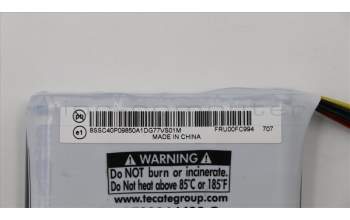 8SSC40P09850A1DG77VS01M
FRU00FC994 707
MADE IN CHINA
e1
WARNING
DO NOT burn or incinerate.
Do Not heat above 85°C or 185°F
www.tecategroup.com